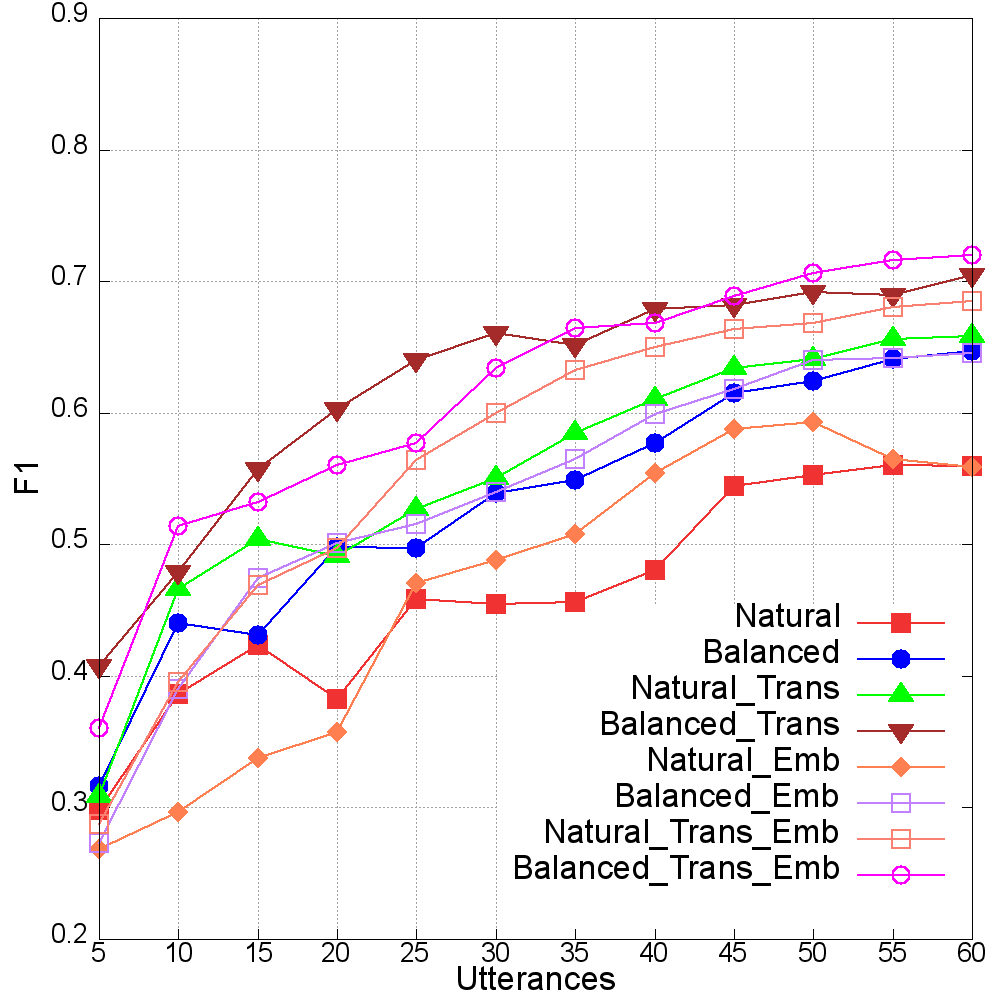 0.9
0.8
0.7
0.6
0.5
0.4
0.3
0.2
F1
Natural
Balanced
Natural_Trans
Balanced_Trans
Natural_Emb
Balanced_Emb
Natural_Trans_Emb
Balanced_Trans_Emb
5 10 15 20 25 30 35 40 45 50 55 60
Utterances